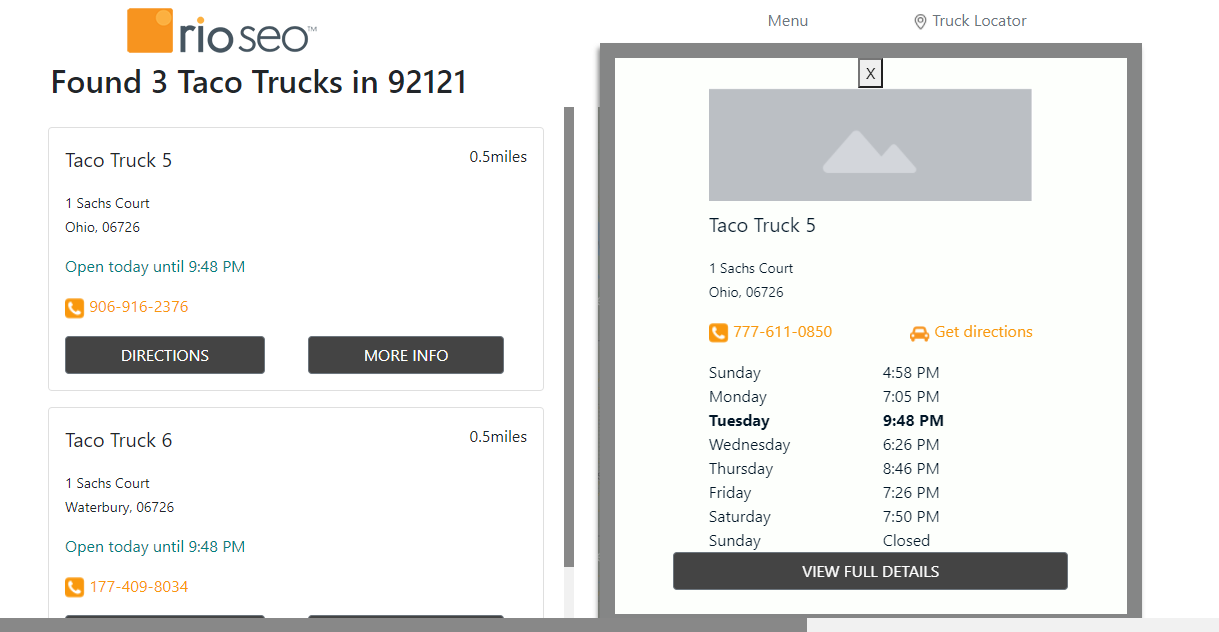 rio seo™
Menu
Truck Locator
Found 3 Taco Trucks in 92121
Taco Truck 5
0.5miles
1 Sachs Court
Ohio, 06726
Open today until 9:48 PM
906-916-2376
DIRECTIONS
MORE INFO
Taco Truck 6
0.5miles
1 Sachs Court
Waterbury, 06726
Open today until 9:48 PM
177-409-8034
X
Taco Truck 5
1 Sachs Court
Ohio, 06726
777-611-0850
Get directions
Sunday 4:58 PM
Monday 7:05 PM
Tuesday 9:48 PM
Wednesday 6:26 PM
Thursday 8:46 PM
Friday 7:26 PM
Saturday 7:50 PM
Sunday Closed
VIEW FULL DETAILS